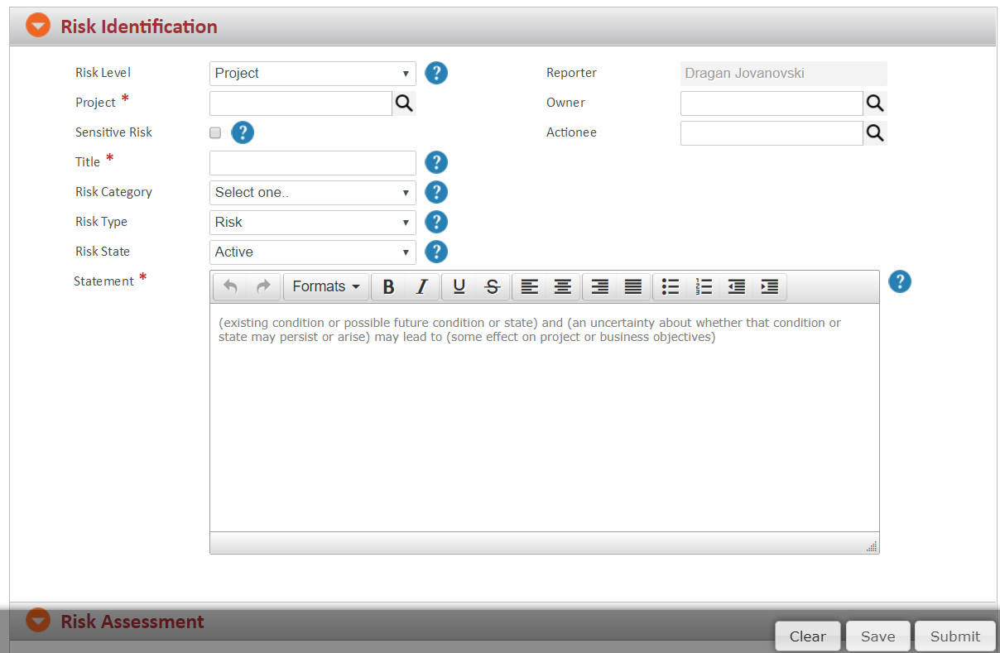 Risk Identification
Risk Level Project ? Reporter Dragan Jovanovski
Project * Owner
Sensitive Risk ? Actionee
Title * ?
Risk Category Select one.. ?
Risk Type Risk ?
Risk State Active ?
Statement * Formats B I U S ?
(existing condition or possible future condition or state) and (an uncertainty about whether that condition or
state may persist or arise) may lead to (some effect on project or business objectives)
Risk Assessment
Clear Save Submit